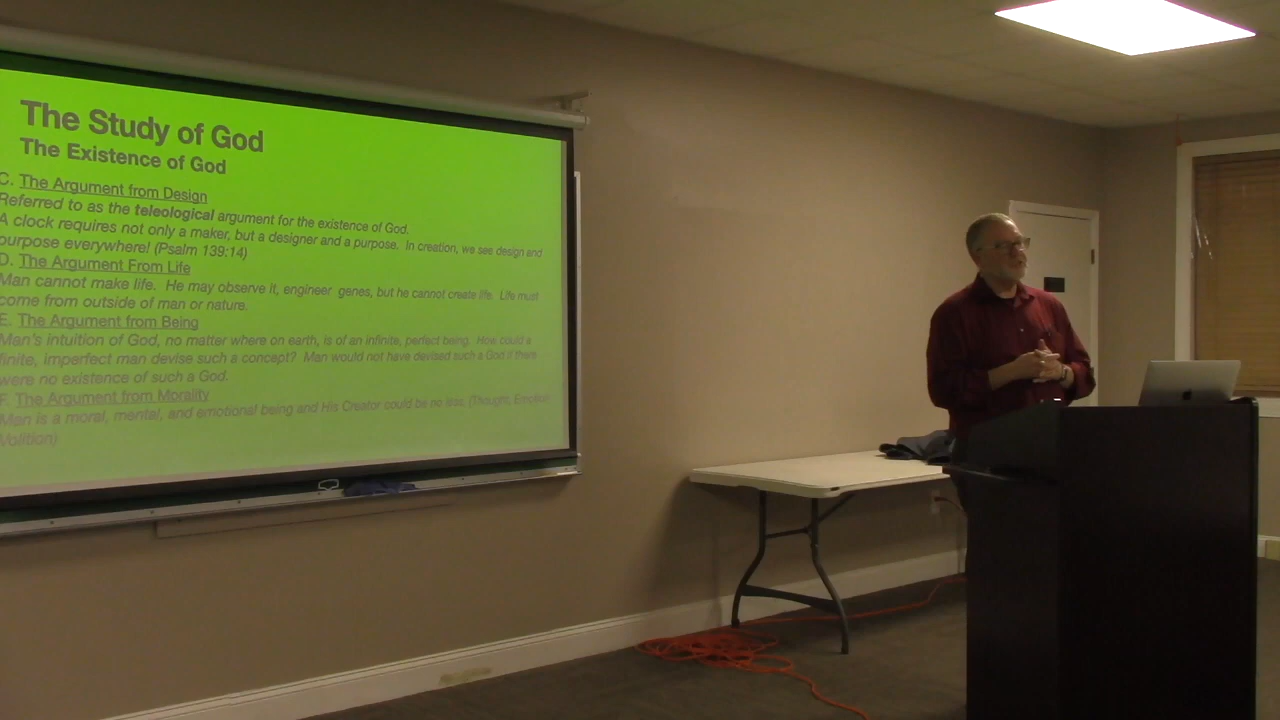 The Study of God
The Existence of God
C. The Argument from Design
Referred to as the teleological argument for the existence of God.
A clock requires not only a maker, but a designer and a purpose. In creation, we see design and
purpose everywhere! (Psalm 139:14)
D. The Argument From Life
Man cannot make life. He may observe it, engineer genes, but he cannot create life. Life must
come from outside of man or nature.
E. The Argument from Being
Man's intuition of God, no matter where on earth, is of an infinite, perfect being. How could a
finite, imperfect man devise such a concept? Man would not have devised such a God if there
were no existence of such a God.
F. The Argument from Morality
Man is a moral, mental, and emotional being and His Creator could be no less. (Thought, Emotion,
Volition)